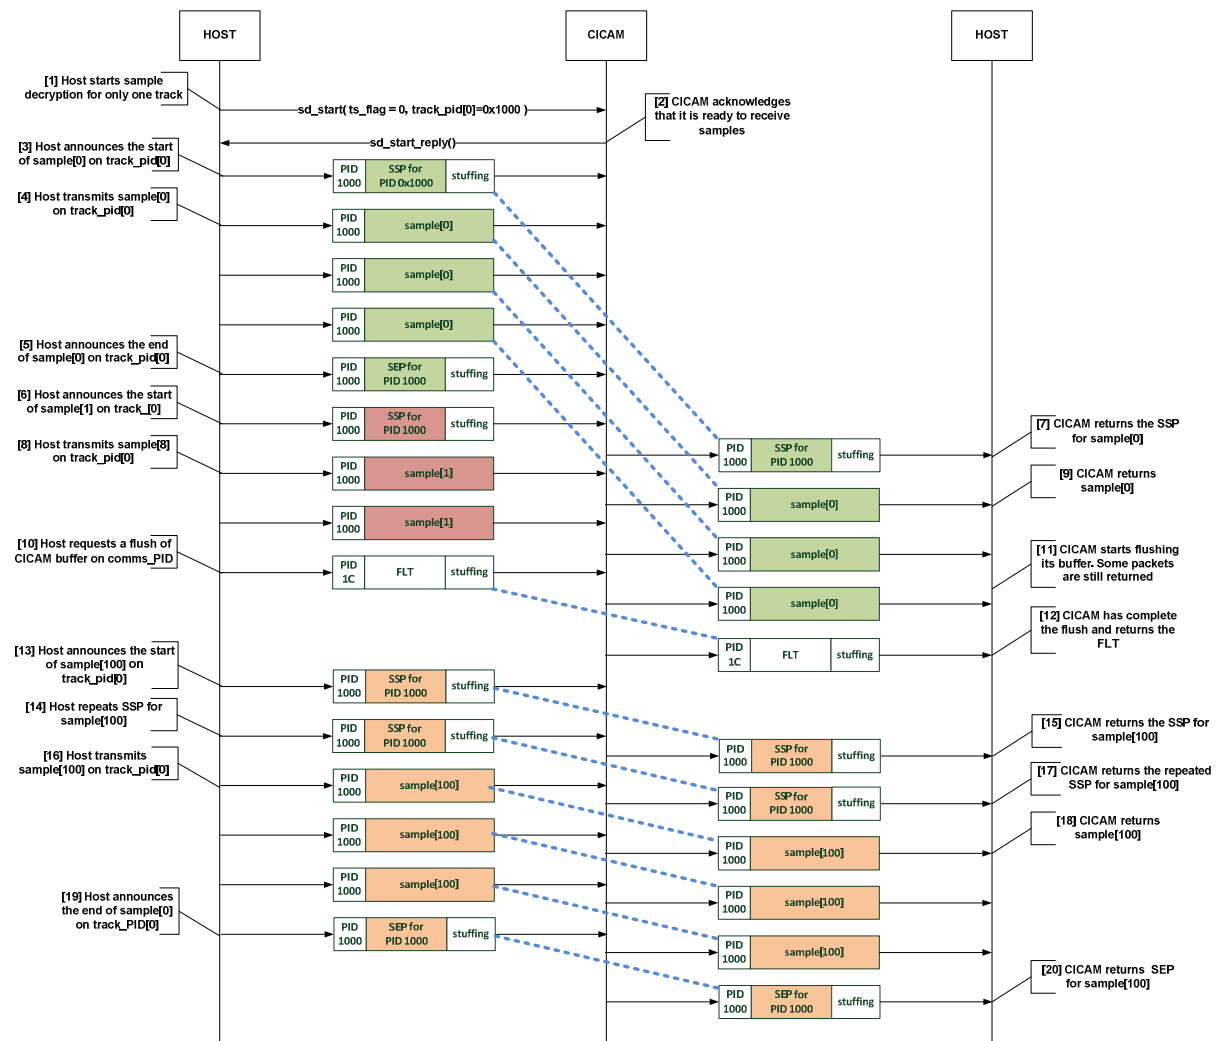 HOST
CICAM
HOST
[1] Host starts sample
decryption for only one track
sd_start( ts_flag = 0, track_pid[0]=0x1000 )
[2] CICAM acknowledges
that it is ready to receive
samples
sd_start_reply()
[3] Host announces the start
of sample[0] on track_pid[0]
PID
1000
SSP for
PID 0x1000
stuffing
[4] Host transmits sample[0]
on track_pid[0]
PID
1000
sample[0]
PID
1000
sample[0]
PID
1000
sample[0]
[5] Host announces the end
of sample[0] on track_pid[0]
PID
1000
SEP for
PID 1000
stuffing
[6] Host announces the start
of sample[1] on track_[0]
PID
1000
SSP for
PID 1000
stuffing
[7] CICAM returns the SSP
for sample[0]
PID
1000
SSP for
PID 1000
stuffing
[8] Host transmits sample[8]
on track_pid[0]
PID
1000
sample[1]
[9] CICAM returns
sample[0]
PID
1000
sample[0]
PID
1000
sample[1]
[10] Host requests a flush of
CICAM buffer on comms_PID
PID
1C
FLT
stuffing
PID
1000
sample[0]
[11] CICAM starts flushing
its buffer. Some packets
are still returned
PID
1000
sample[0]
[12] CICAM has complete
the flush and returns the
FLT
PID
1C
FLT
stuffing
[13] Host announces the start
of sample[100] on
track_pid[0]
PID
1000
SSP for
PID 1000
stuffing
[14] Host repeats SSP for
sample[100]
PID
1000
SSP for
PID 1000
stuffing
[15] CICAM returns the SSP for
sample[100]
PID
1000
SSP for
PID 1000
stuffing
[16] Host transmits
sample[100] on track_pid[0]
PID
1000
sample[100]
[17] CICAM returns the repeated
SSP for sample[100]
PID
1000
SSP for
PID 1000
stuffing
PID
1000
sample[100]
[18] CICAM returns
sample[100]
PID
1000
sample[100]
PID
1000
sample[100]
PID
1000
sample[100]
[19] Host announces
the end of sample[0]
on track_PID[0]
PID
1000
SEP for
PID 1000
stuffing
PID
1000
sample[100]
[20] CICAM returns SEP
for sample[100]
PID
1000
SEP for
PID 1000
stuffing